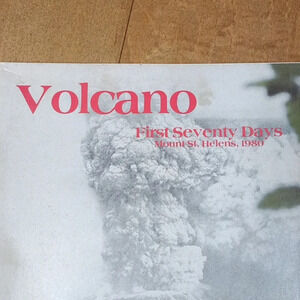 Volcano
First Seventy Days
Mount St. Helens, 1980